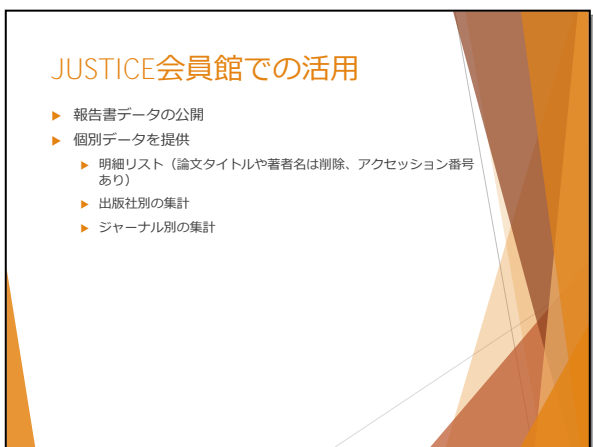 JUSTICE会員館での活用
報告書データの公開
個別データを提供
明細リスト（論文タイトルや著者名は削除、アクセッション番号
あり）
出版社別の集計
ジャーナル別の集計